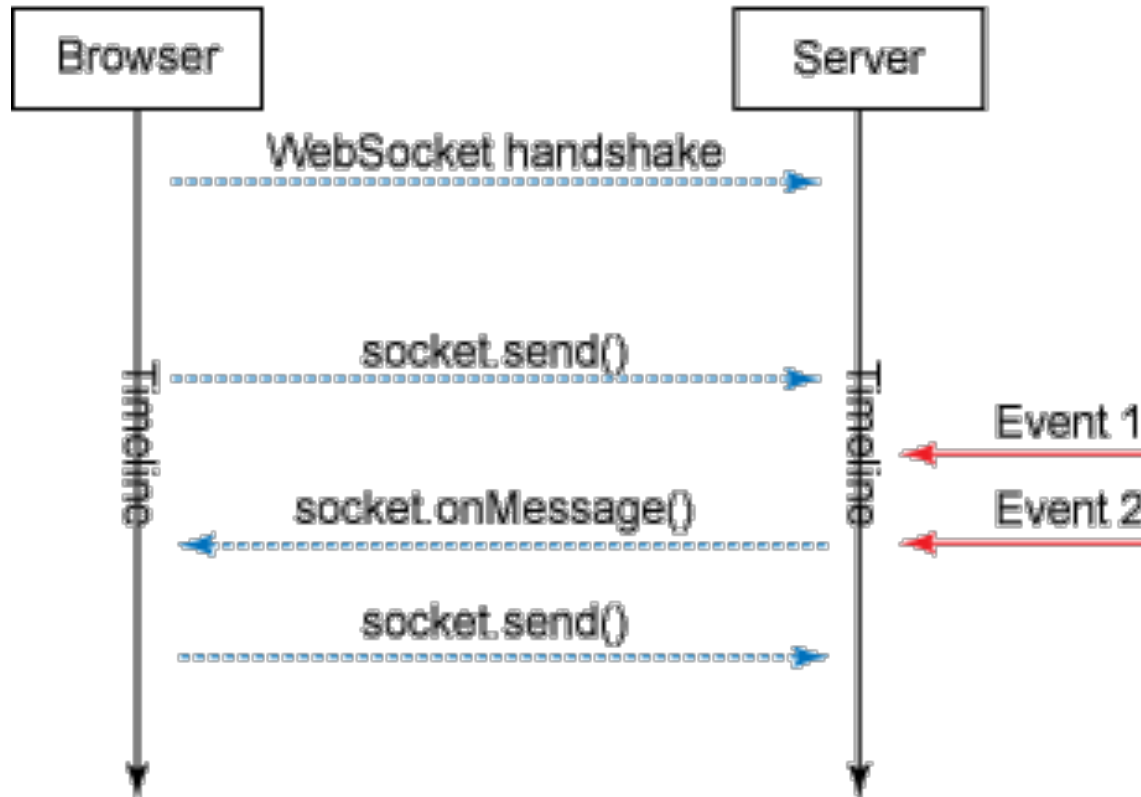 Browser
Server
WebSocket handshake
socket.send()
Timeline
Timeline
Event 1
socket.onMessage()
Event 2
socket.send()